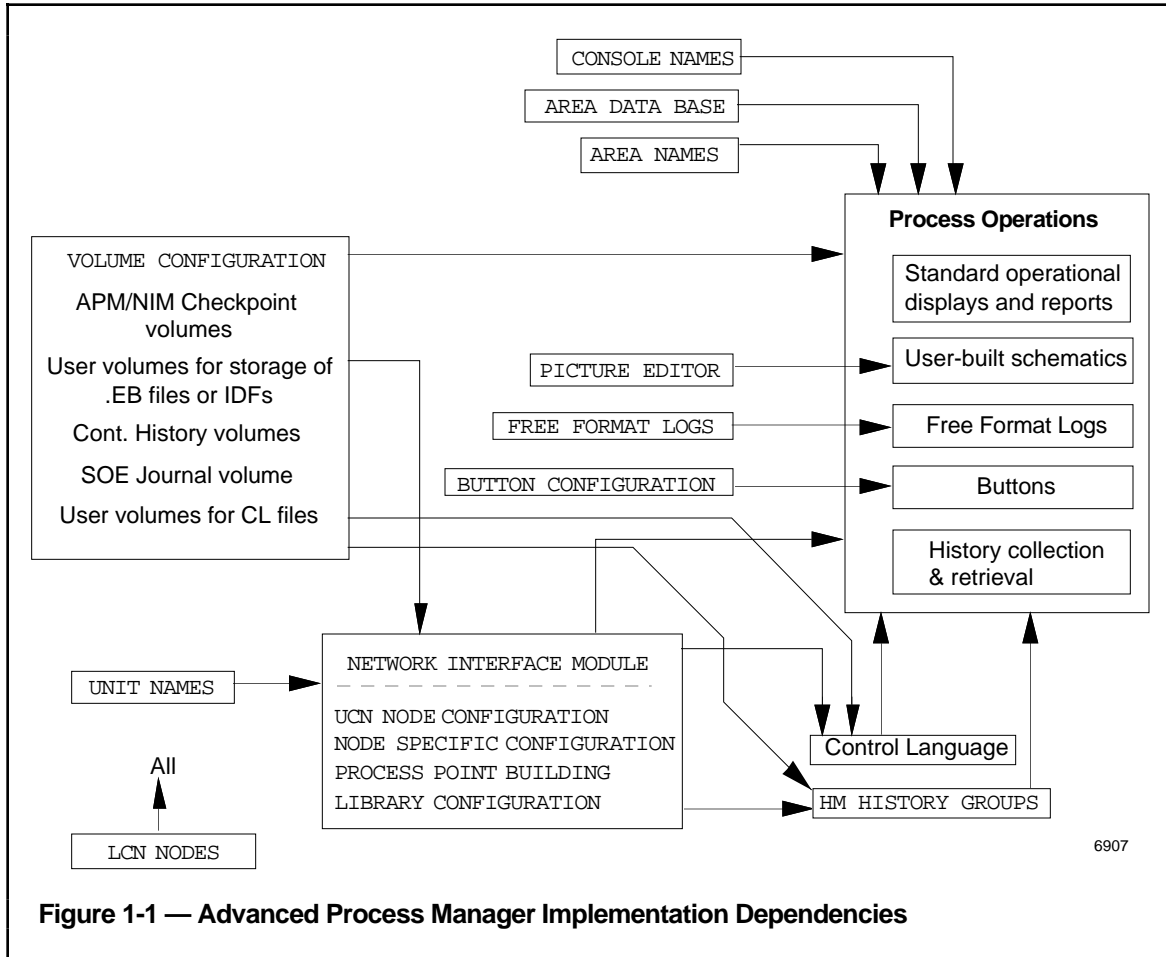 CONSOLE NAMES
AREA DATA BASE
AREA NAMES
Process Operations
Standard operational
displays and reports
User-built schematics
Free Format Logs
Buttons
History collection
& retrieval
VOLUME CONFIGURATION
APM/NIM Checkpoint
volumes
User volumes for storage of
.EB files or IDFs
Cont. History volumes
SOE Journal volume
User volumes for CL files
PICTURE EDITOR
FREE FORMAT LOGS
BUTTON CONFIGURATION
UNIT NAMES
NETWORK INTERFACE MODULE
UCN NODE CONFIGURATION
NODE SPECIFIC CONFIGURATION
PROCESS POINT BUILDING
LIBRARY CONFIGURATION
Control Language
HM HISTORY GROUPS
All
LCN NODES
6907
Figure 1-1 — Advanced Process Manager Implementation Dependencies